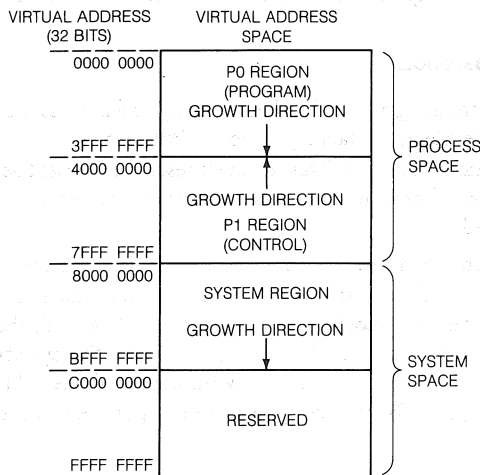 VIRTUAL ADDRESS
(32 BITS)
VIRTUAL ADDRESS
SPACE
0000 0000
P0 REGION
(PROGRAM)
GROWTH DIRECTION
3FFF FFFF
4000 0000
PROCESS
SPACE
GROWTH DIRECTION
P1 REGION
(CONTROL)
7FFF FFFF
8000 0000
SYSTEM REGION
GROWTH DIRECTION
BFFF FFFF
C000 0000
SYSTEM
SPACE
RESERVED
FFFF FFFF